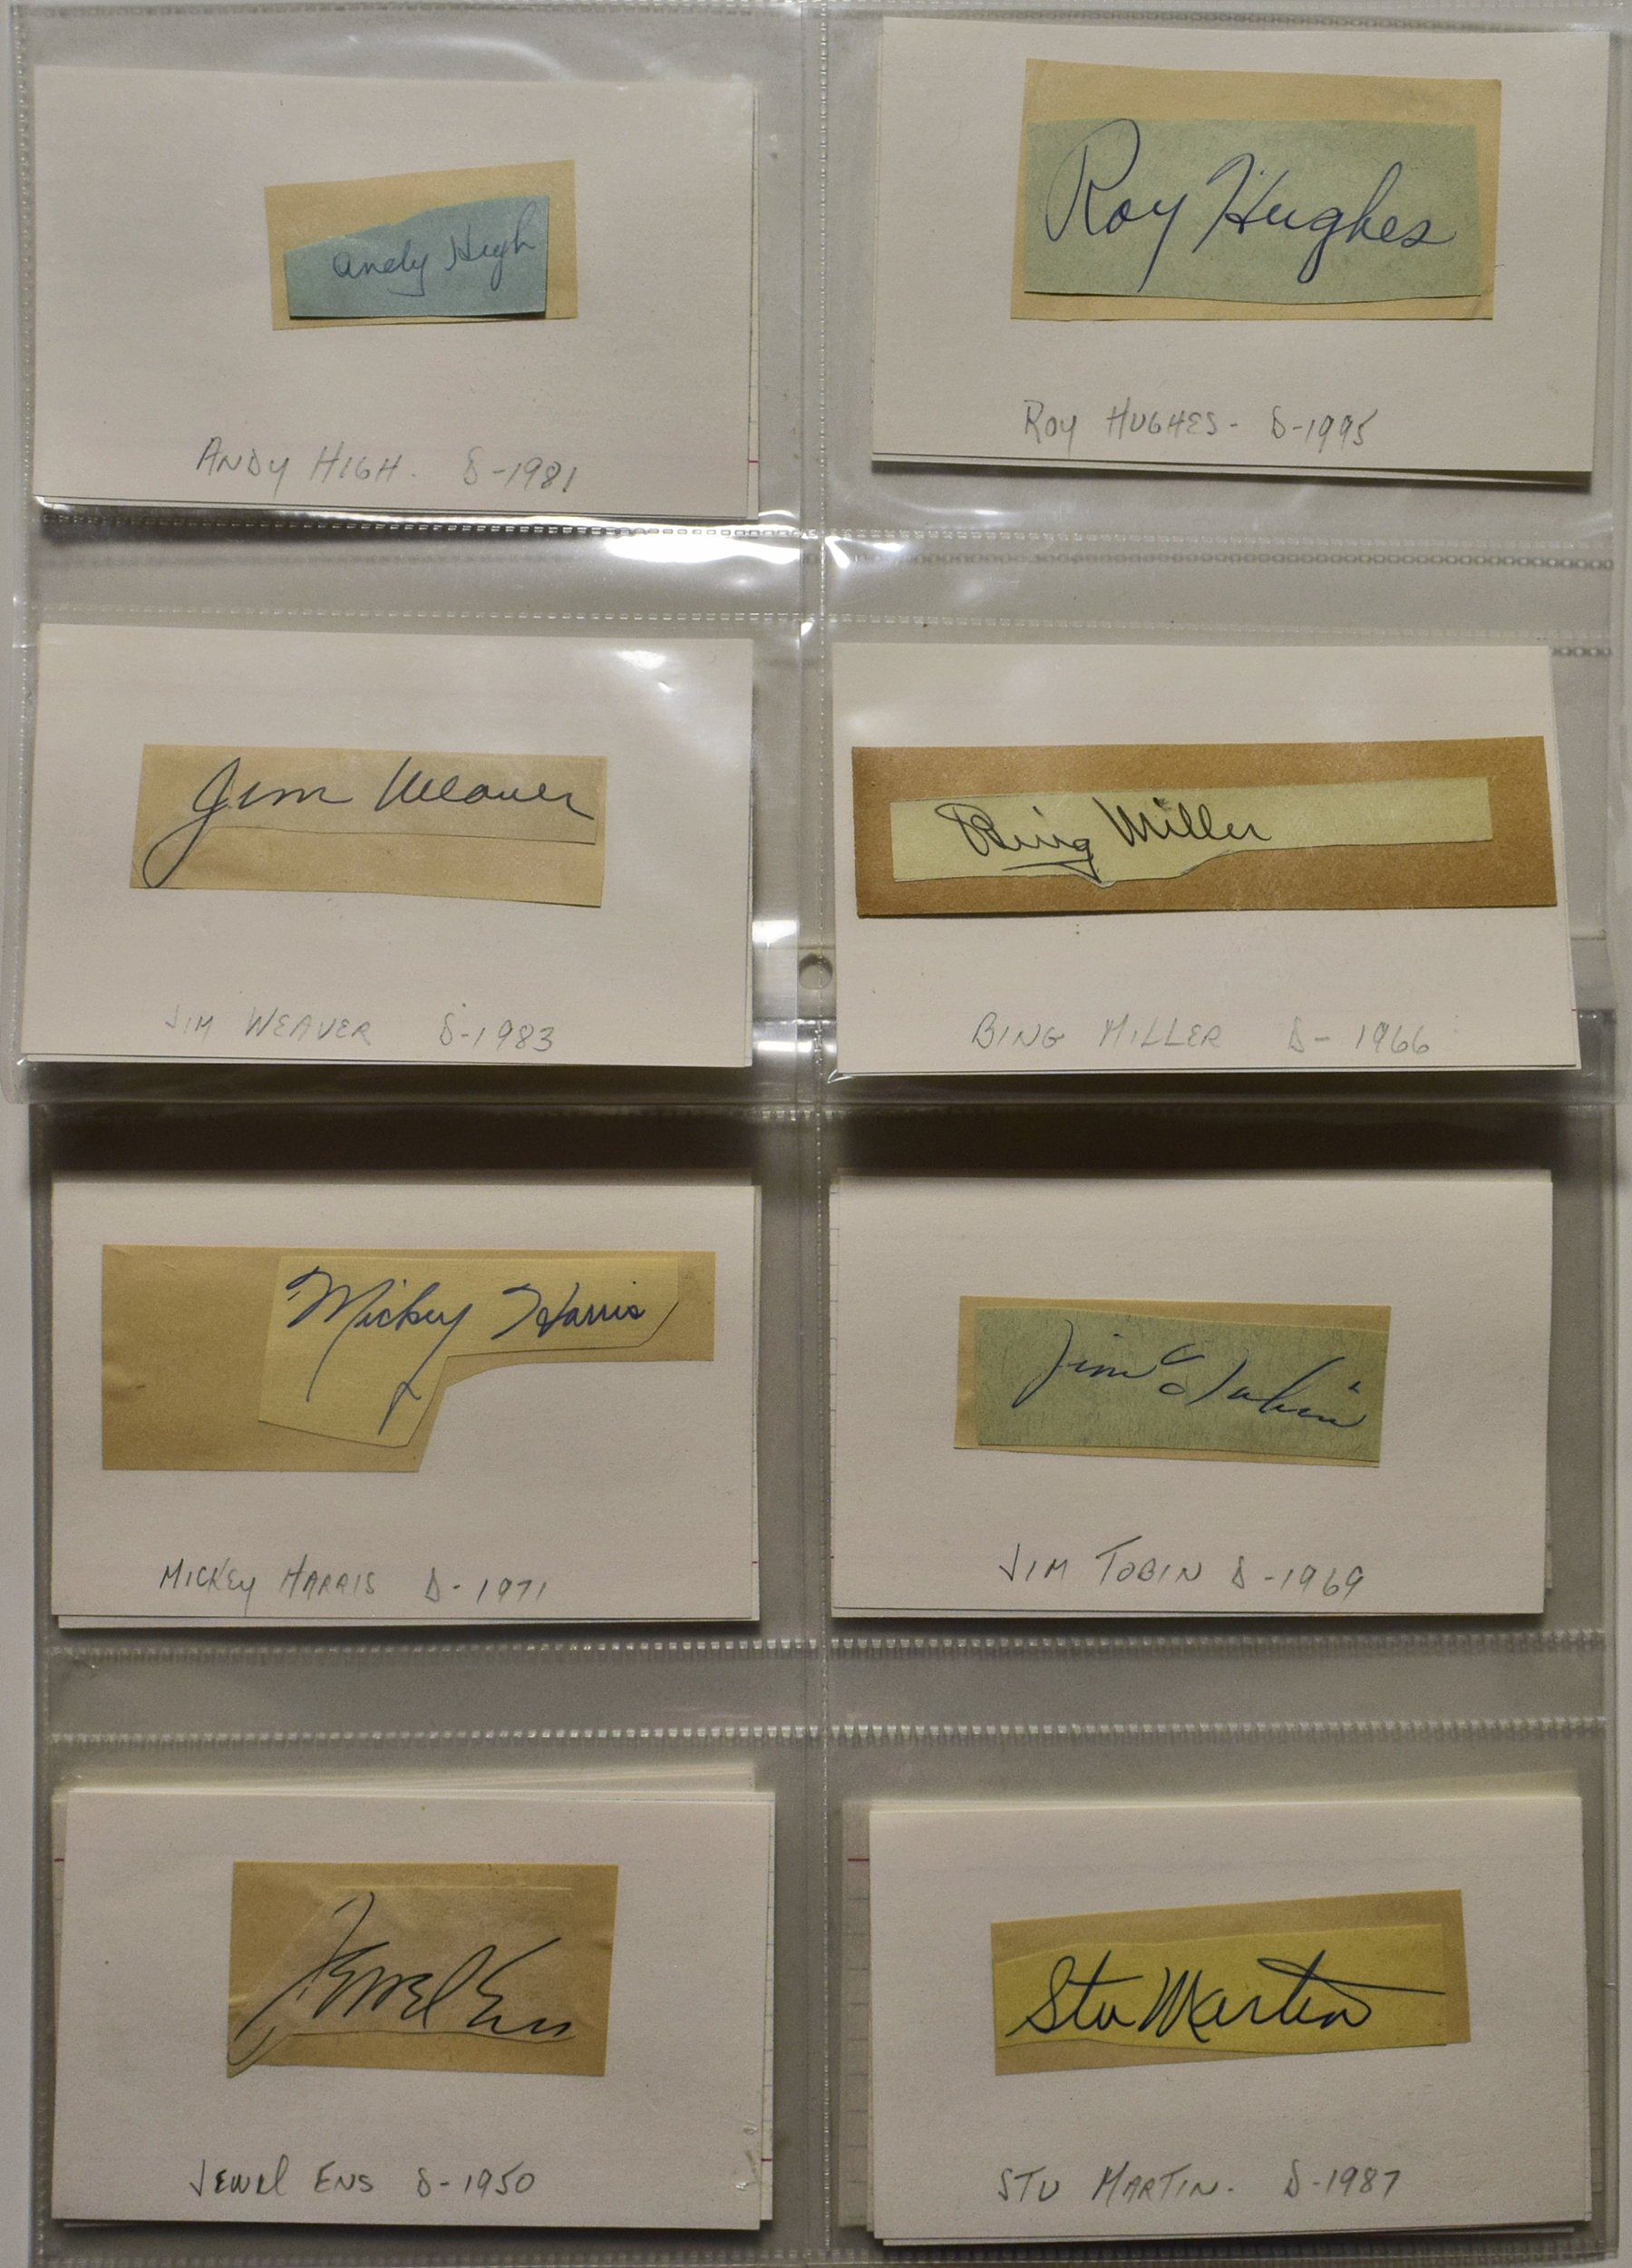 Andy High
ANDY HIGH. D-1981
Roy Hughes
ROY HUGHES- D-1995
Jim Weaver
JIM WEAVER D-1983
Bing Miller
BING MILLER D- 1966
Mickey Harris
MICKEY HARRIS D- 1971
Jim Tobin
JIM TOBIN D-1969
Jewel Ens
JEWEL ENS D-1950
Stu Martin
STU MARTIN- D-1987